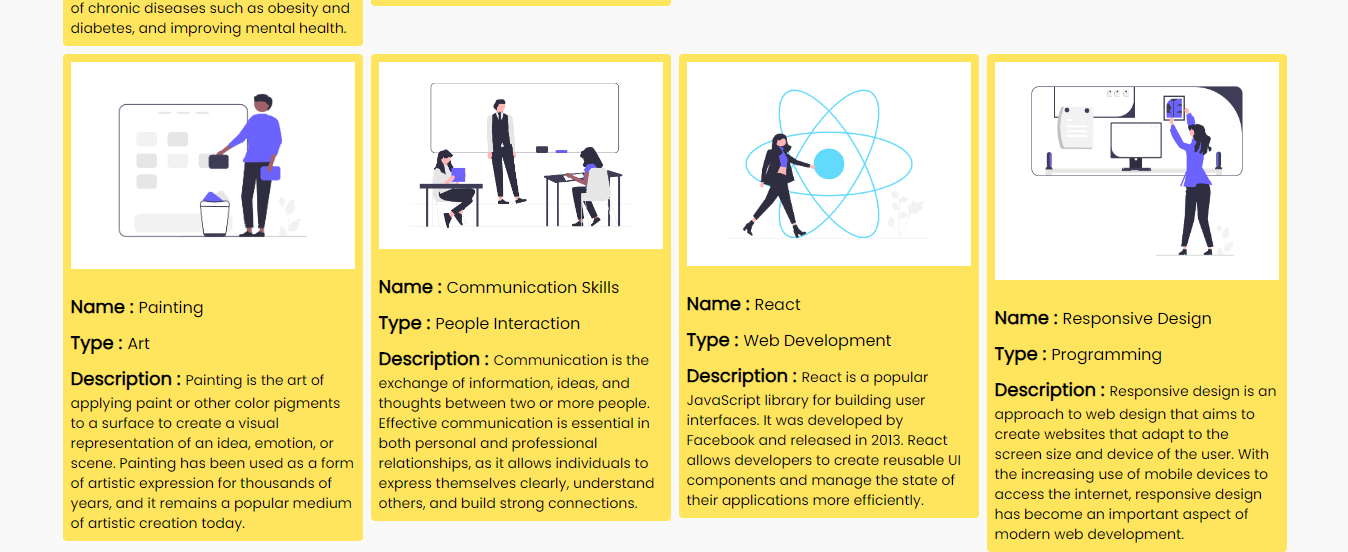 of chronic diseases such as obesity and
diabetes, and improving mental health.
Name : Painting
Type : Art
Description : Painting is the art of
applying paint or other color pigments
to a surface to create a visual
representation of an idea, emotion, or
scene. Painting has been used as a form
of artistic expression for thousands of
years, and it remains a popular medium
of artistic creation today.
Name : Communication Skills
Type : People Interaction
Description : Communication is the
exchange of information, ideas, and
thoughts between two or more people.
Effective communication is essential in
both personal and professional
relationships, as it allows individuals to
express themselves clearly, understand
others, and build strong connections.
Name : React
Type : Web Development
Description : React is a popular
JavaScript library for building user
interfaces. It was developed by
Facebook and released in 2013. React
allows developers to create reusable UI
components and manage the state of
their applications more efficiently.
Name : Responsive Design
Type : Programming
Description : Responsive design is an
approach to web design that aims to
create websites that adapt to the
screen size and device of the user. With
the increasing use of mobile devices to
access the internet, responsive design
has become an important aspect of
modern web development.